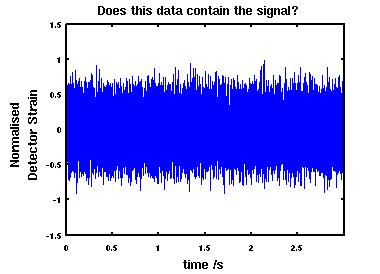 Does this data contain the signal?
1.5
1
0.5
0
-0.5
-1
-1.5
Normalised
Detector Strain
0 0.5 1 1.5 2 2.5
time /s